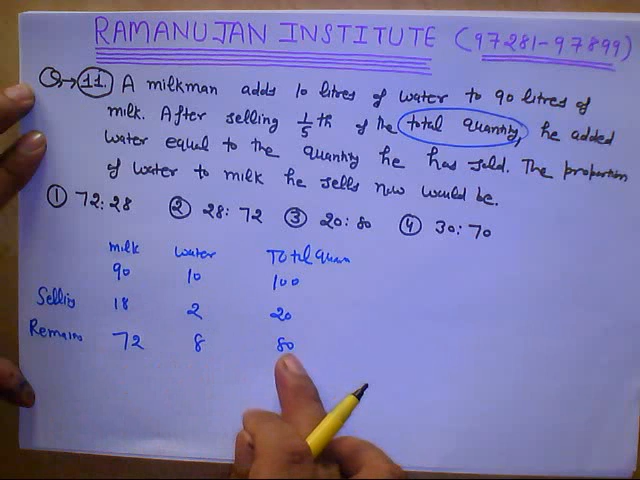 RAMANUJAN INSTITUTE (97281-97899)
Q→ 11. A milkman adds 10 litres of water to 90 litres of
milk. After selling 1/5 th of the total quantity, he added
water equal to the quantity he has sold. The proportion
of water to milk he sells now would be.
① 72:28 ② 28:72 ③ 20:80 ④ 30:70
milk water Totel quan
90 10 100
Selling 18 2 20
Remains 72 8 80